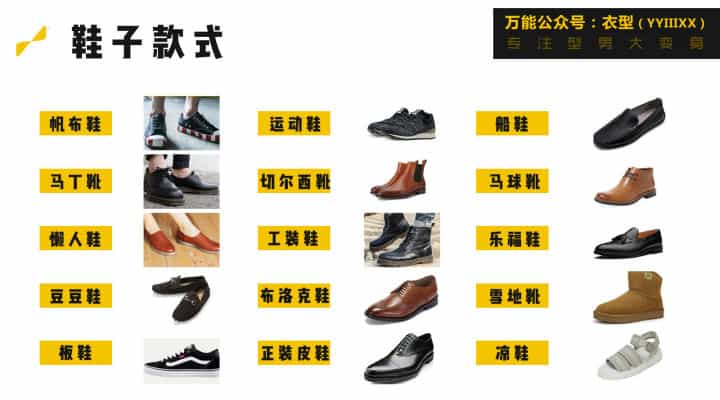 鞋子款式
万能公众号：衣型（YYIIIXX）
专注型男大变身
帆布鞋
运动鞋
船鞋
马丁靴
切尔西靴
马球靴
懒人鞋
工装鞋
乐福鞋
豆豆鞋
布洛克鞋
雪地靴
板鞋
正装皮鞋
凉鞋